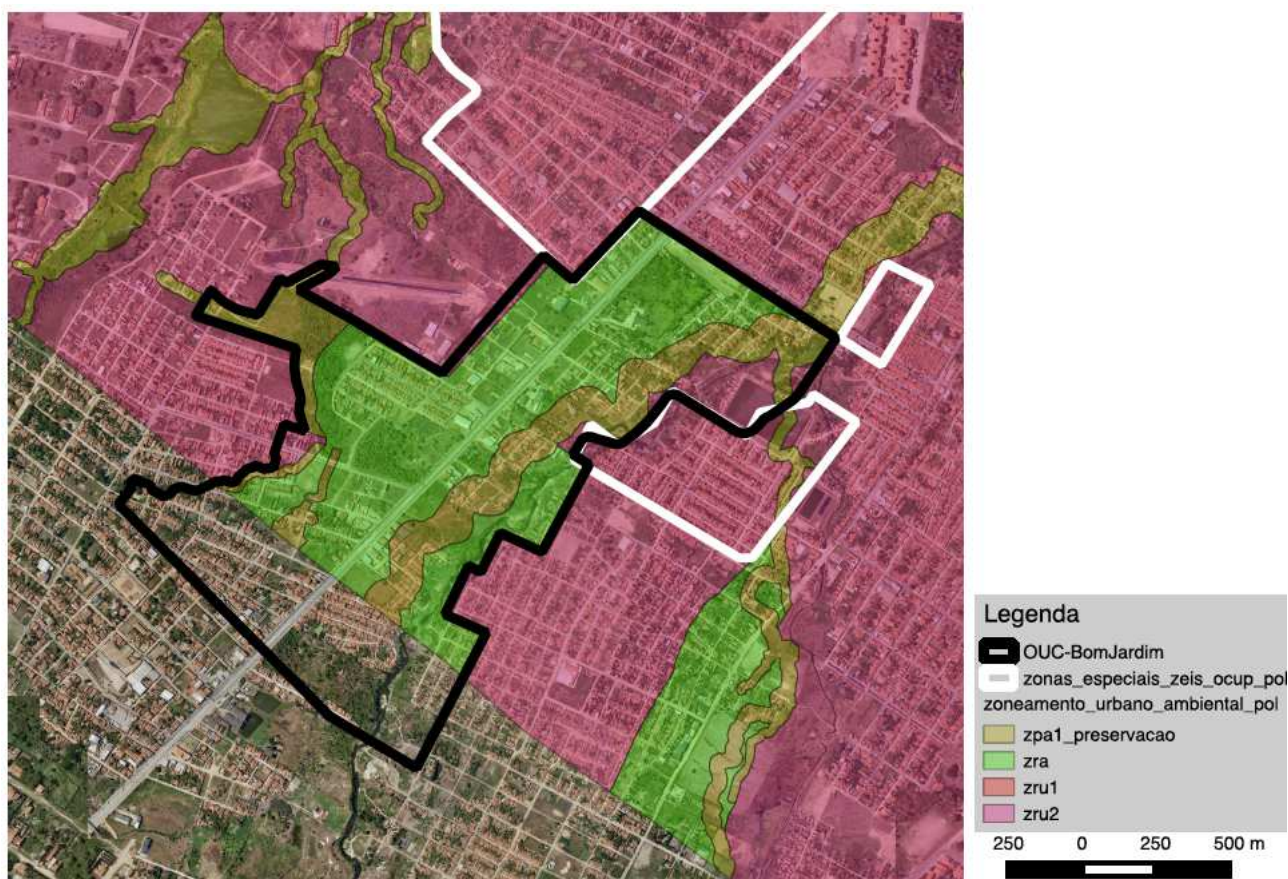 Legenda
OUC-BomJardim
zonas_especiais_zeis_ocup_pol
zoneamento_urbano_ambiental_pol
zpa1_preservacao
zra
zru1
zru2
250 0 250 500 m